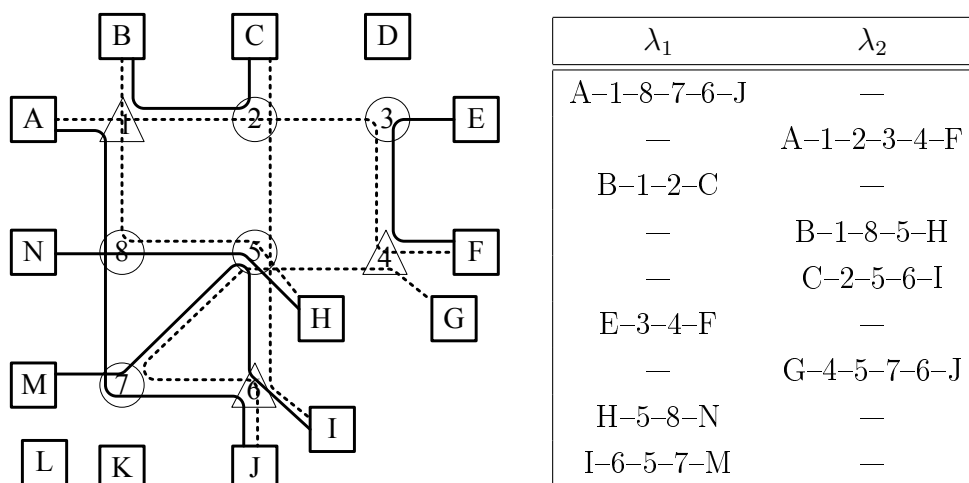 B C D
A 1 2 3 E
N 8 5 4 F
H G
M 7 6
I
L K J
λ1 λ2
A–1–8–7–6–J —
— A–1–2–3–4–F
B–1–2–C —
— B–1–8–5–H
— C–2–5–6–I
E–3–4–F —
— G–4–5–7–6–J
H–5–8–N —
I–6–5–7–M —